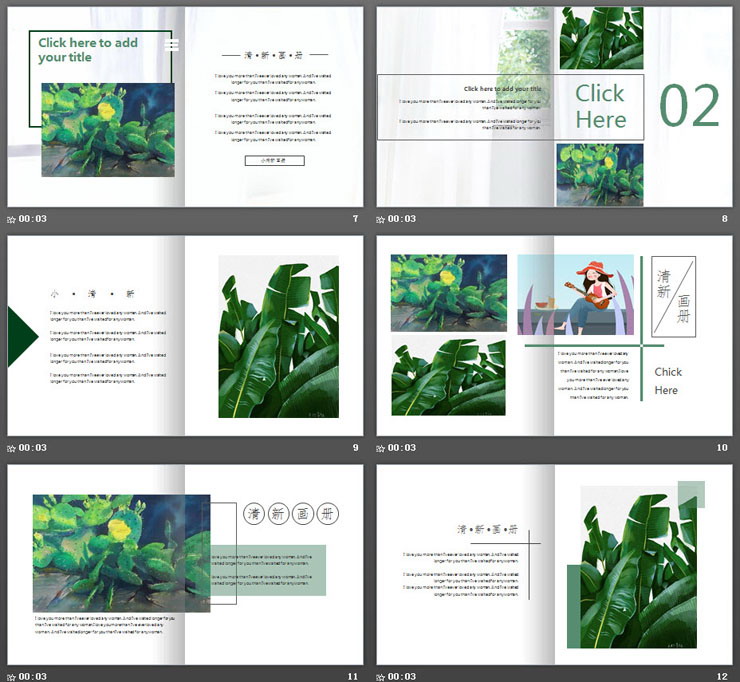 Click here to add
your title
清•新•画•册
I love you more than I've ever loved any women. And I've waited
longer for you than I've waited for any women.
I love you more than I've ever loved any women. And I've waited
longer for you than I've waited for any women.
I love you more than I've ever loved any women. And I've waited
longer for you than I've waited for any women.
I love you more than I've ever loved any women. And I've waited
longer for you than I've waited for any women.
小清新画册
00:03
7
Click here to add your title
I love you more than I've ever loved any women. And I've waited
longer for you than I've waited for any women.
I love you more than I've ever loved any women. And I've waited
longer for you than I've waited for any women.
Click
Here
02
00:03
8
小 • 清 • 新
I love you more than I've ever loved any women. And I've waited
longer for you than I've waited for any women.
I love you more than I've ever loved any women. And I've waited
longer for you than I've waited for any women.
I love you more than I've ever loved any women. And I've waited
longer for you than I've waited for any women.
I love you more than I've ever loved any women. And I've waited
longer for you than I've waited for any women.
00:03
9
清新
画册
I love you more than I've ever loved any
women. And I've waited longer for you
than I've waited for any women. I love
you more than I've ever loved any
women. And I've waited longer for you
than I've waited for any women.
Chick
Here
00:03
10
清新画册
I love you more than I've ever loved any women. And I've waited
longer for you than I've waited for any women.
I love you more than I've ever loved any women. And I've waited
longer for you than I've waited for any women.
I love you more than I've ever loved any women. And I've waited longer for you
than I've waited for any women.I love you more than I've ever loved any
women. And I've waited longer for you than I've waited for any women.
00:03
11
清•新•画•册
I love you more than I've ever loved any women. And I've waited
longer for you than I've waited for any women.
I love you more than I've ever loved any women. And I've waited
longer for you than I've waited for any women. And I've waited
longer for you than I've waited for any women.
00:03
12